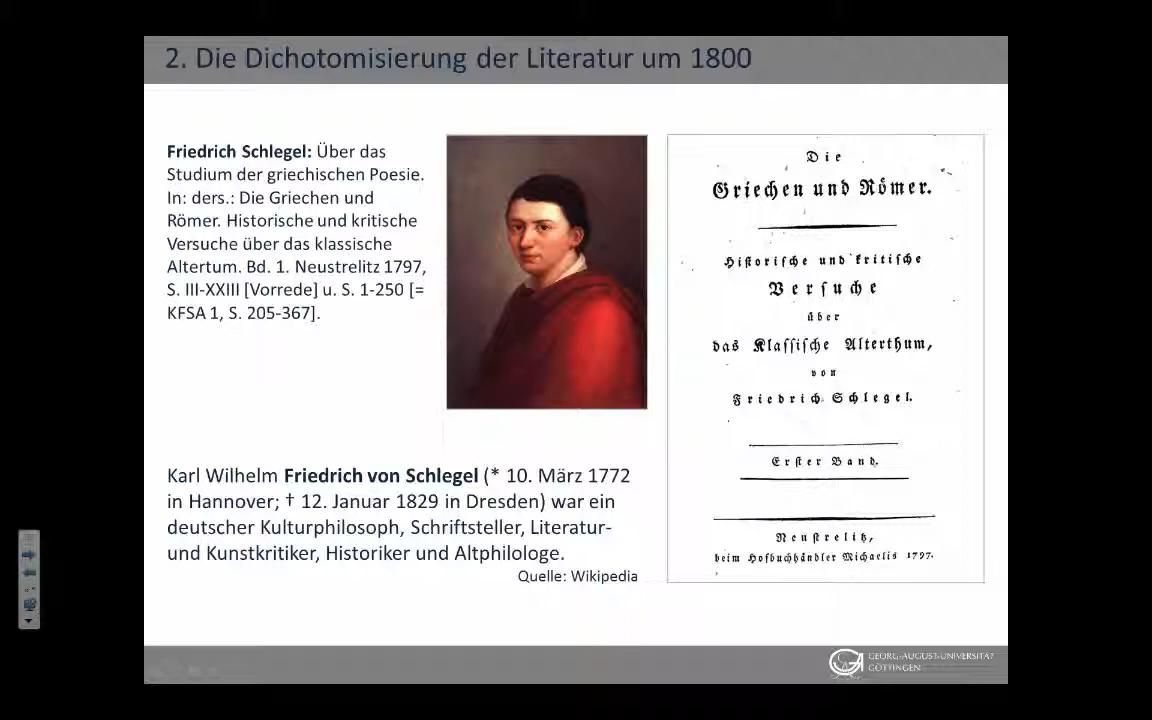 2. Die Dichotomisierung der Literatur um 1800
Friedrich Schlegel: Über das
Studium der griechischen Poesie.
In: ders.: Die Griechen und
Römer. Historische und kritische
Versuche über das klassische
Altertum. Bd. 1. Neustrelitz 1797,
S. III-XXIII [Vorrede] u. S. 1-250 [=
KFSA 1, S. 205-367].
Karl Wilhelm Friedrich von Schlegel (* 10. März 1772
in Hannover; † 12. Januar 1829 in Dresden) war ein
deutscher Kulturphilosoph, Schriftsteller, Literatur-
und Kunstkritiker, Historiker und Altphilologe.
Quelle: Wikipedia
Die
Griechen und Römer.
Hiſtoriſche und kritiſche
Verſuche
über
das Klaſſiſche Alterthum,
von
Friedrich Schlegel.
Erſter Band.
Neuſtrelitz,
beim Hofbuchhändler Michaelis 1797.
GEORG-AUGUST-UNIVERSITÄT
GÖTTINGEN